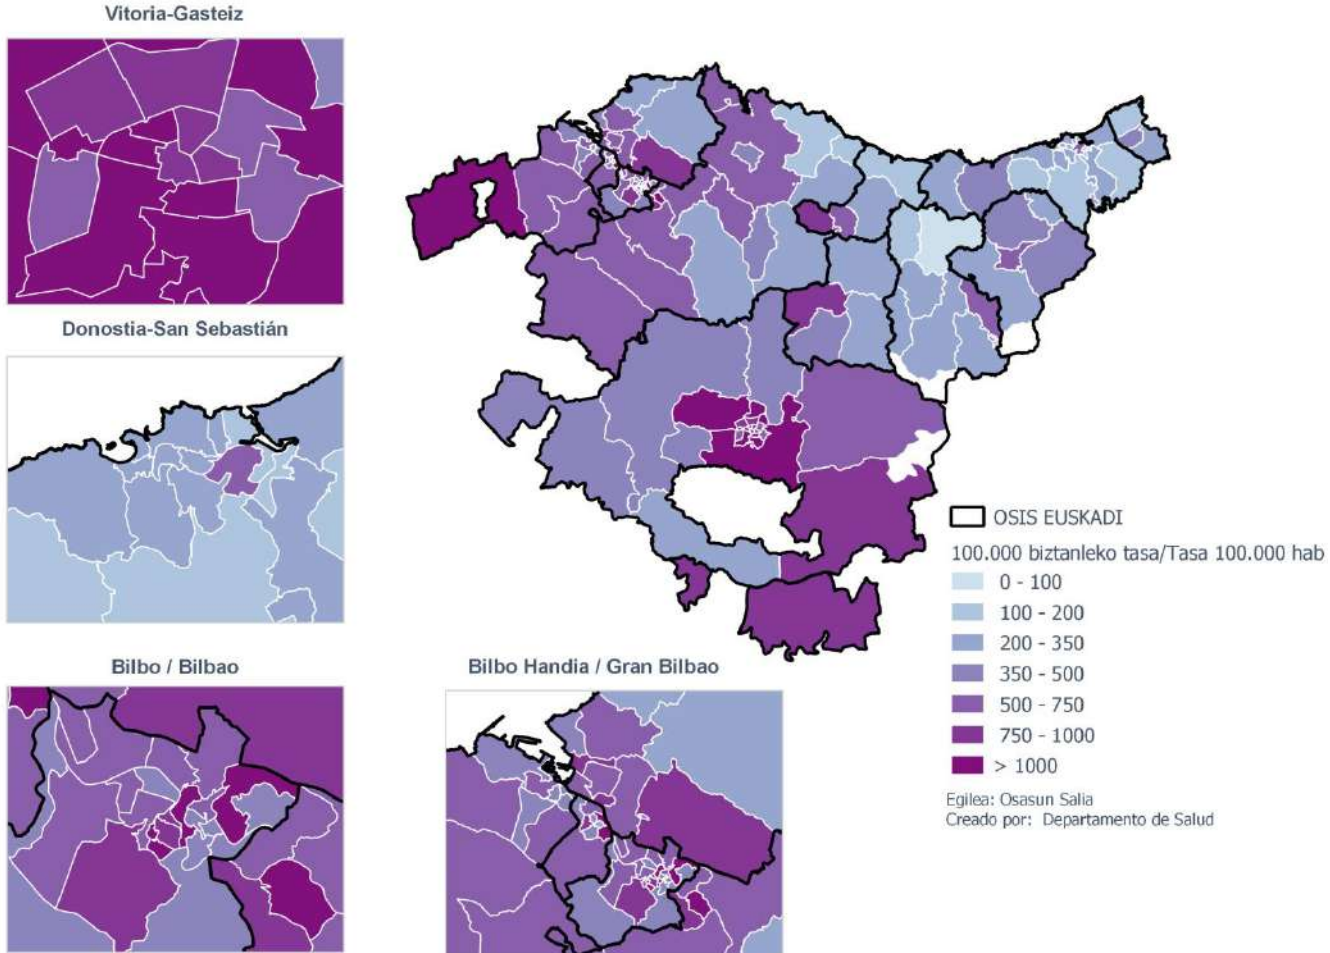 Vitoria-Gasteiz
Donostia-San Sebastián
Bilbo / Bilbao
Bilbo Handia / Gran Bilbao
OSIS EUSKADI
100.000 biztanleko tasa/Tasa 100.000 hab
0 - 100
100 - 200
200 - 350
350 - 500
500 - 750
750 - 1000
> 1000
Egilea: Osasun Salia
Creado por: Departamento de Salud